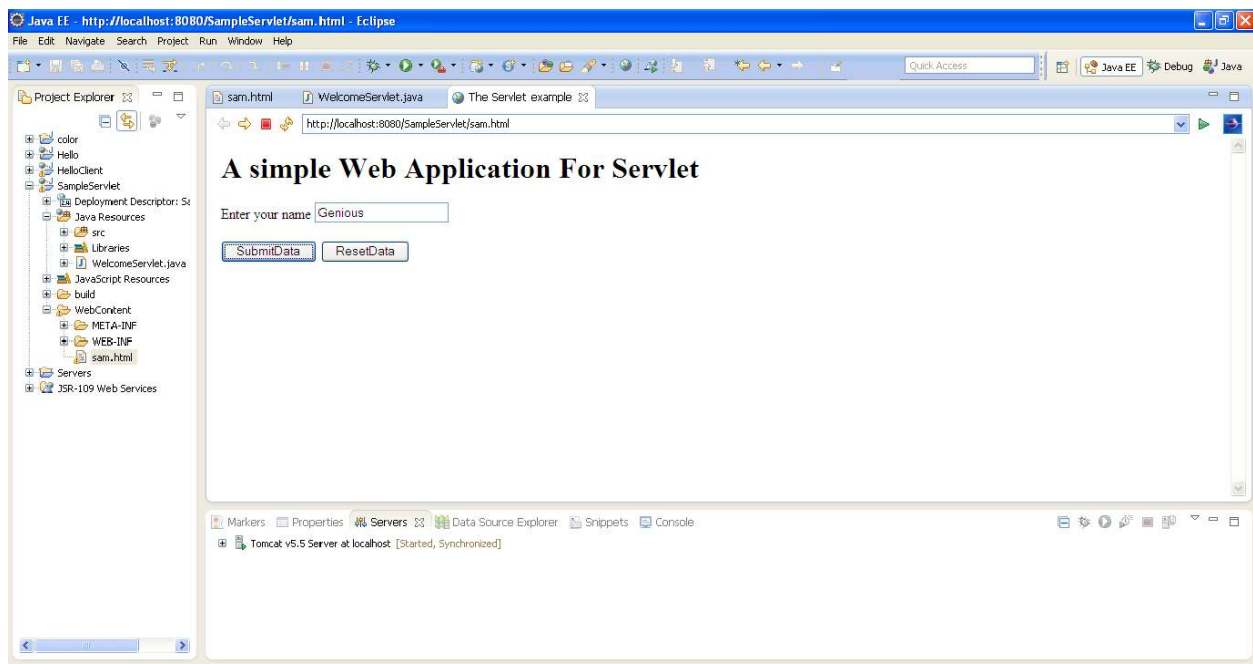 Java EE - http://localhost:8080/SampleServlet/sam.html - Eclipse
File Edit Navigate Search Project Run Window Help
Quick Access
Java EE Debug Java
Project Explorer
color
Hello
HelloClient
SampleServlet
Deployment Descriptor: Sa
Java Resources
src
Libraries
WelcomeServlet.java
JavaScript Resources
build
WebContent
META-INF
WEB-INF
sam.html
Servers
JSR-109 Web Services
sam.html WelcomeServlet.java The Servlet example
http://localhost:8080/SampleServlet/sam.html
A simple Web Application For Servlet
Enter your name Genious
SubmitData ResetData
Markers Properties Servers Data Source Explorer Snippets Console
Tomcat v5.5 Server at localhost [Started, Synchronized]